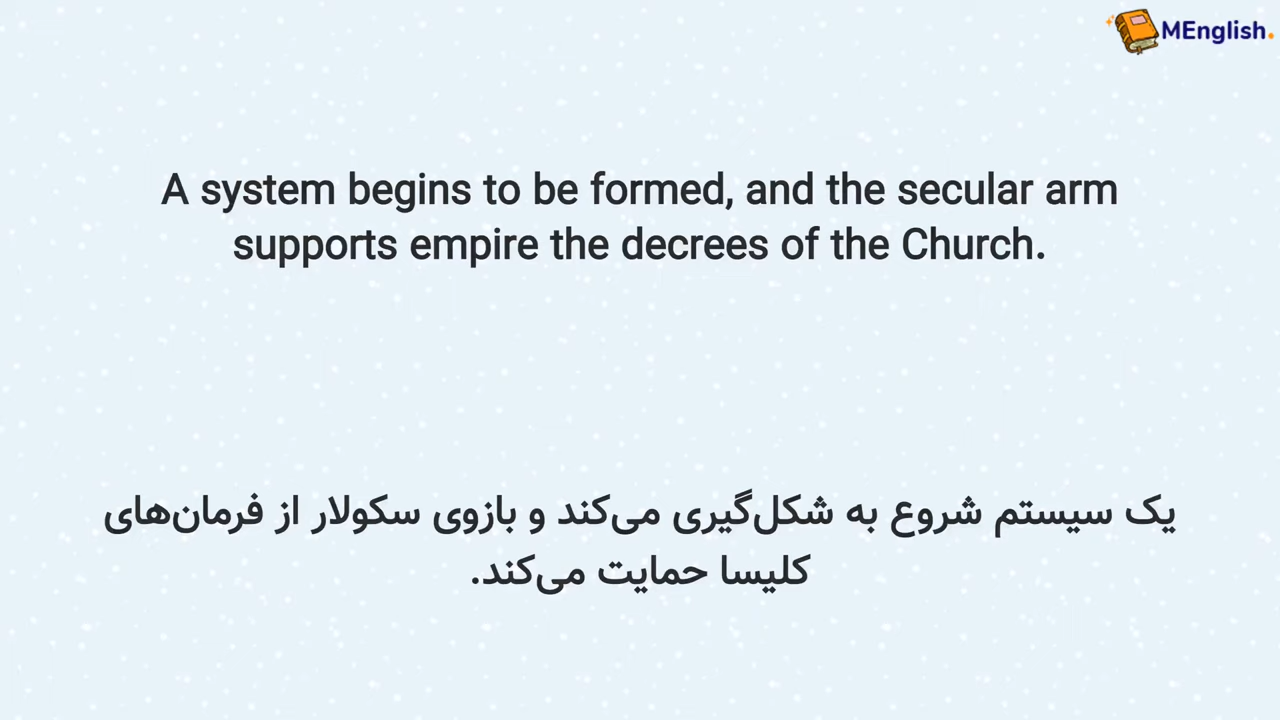 MEnglish.
A system begins to be formed, and the secular arm
supports empire the decrees of the Church.
یک سیستم شروع به شکل‌گیری می‌کند و بازوی سکولار از فرمان‌های
کلیسا حمایت می‌کند.